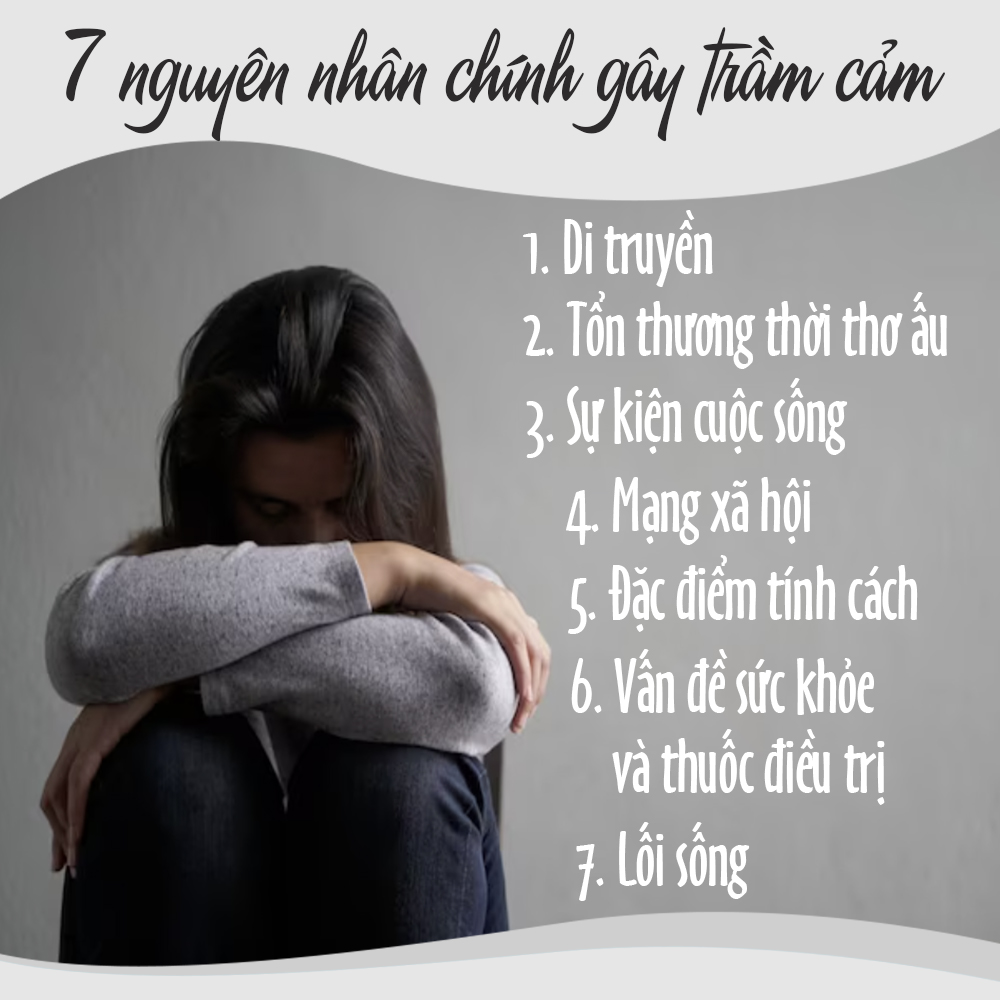 7 nguyên nhân chính gây trầm cảm
1. Di truyền
2. Tổn thương thời thơ ấu
3. Sự kiện cuộc sống
4. Mạng xã hội
5. Đặc điểm tính cách
6. Vấn đề sức khỏe
và thuốc điều trị
7. Lối sống